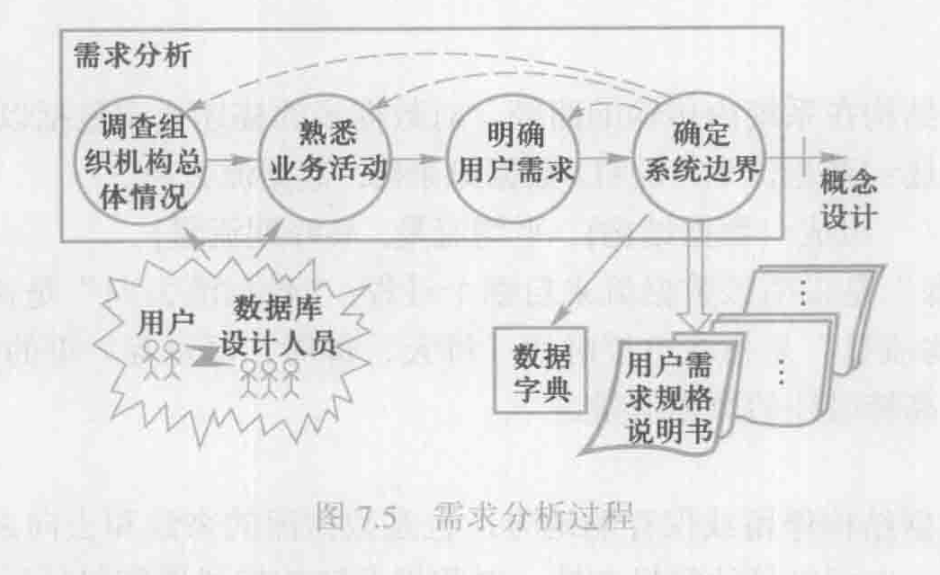 需求分析
调查组
织机构总
体情况
熟悉
业务活动
明确
用户需求
确定
系统边界
概念
设计
用户
数据库
设计人员
数据
字典
用户需
求规格
说明书
⋮
⋮
图 7.5 需求分析过程